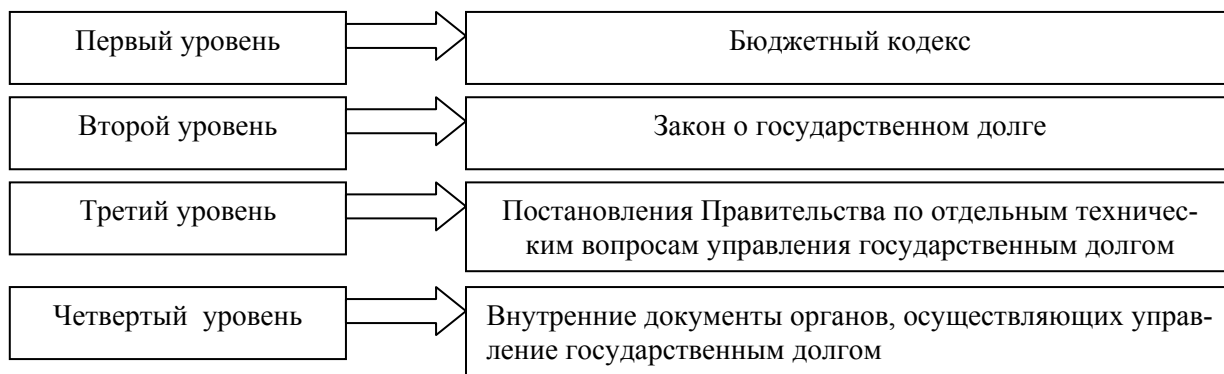 Первый уровень
Бюджетный кодекс
Второй уровень
Закон о государственном долге
Третий уровень
Постановления Правительства по отдельным техничес-
ким вопросам управления государственным долгом
Четвертый уровень
Внутренние документы органов, осуществляющих управ-
ление государственным долгом